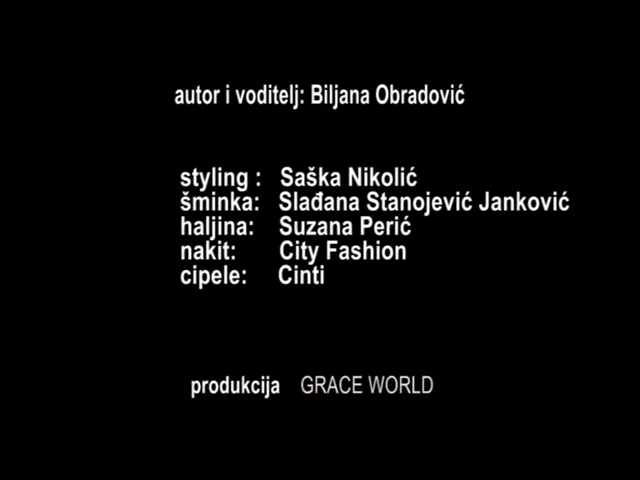 autor i voditelj: Biljana Obradović
styling : Saška Nikolić
šminka: Slađana Stanojević Janković
haljina: Suzana Perić
nakit: City Fashion
cipele: Cinti
produkcija GRACE WORLD